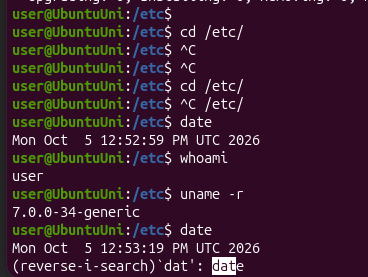 user@UbuntuUni:/etc$
user@UbuntuUni:/etc$ cd /etc/
user@UbuntuUni:/etc$ ^C
user@UbuntuUni:/etc$ ^C
user@UbuntuUni:/etc$ cd /etc/
user@UbuntuUni:/etc$ ^C /etc/
user@UbuntuUni:/etc$ date
Mon Oct  5 12:52:59 PM UTC 2026
user@UbuntuUni:/etc$ whoami
user
user@UbuntuUni:/etc$ uname -r
7.0.0-34-generic
user@UbuntuUni:/etc$ date
Mon Oct  5 12:53:19 PM UTC 2026
(reverse-i-search)`dat': date